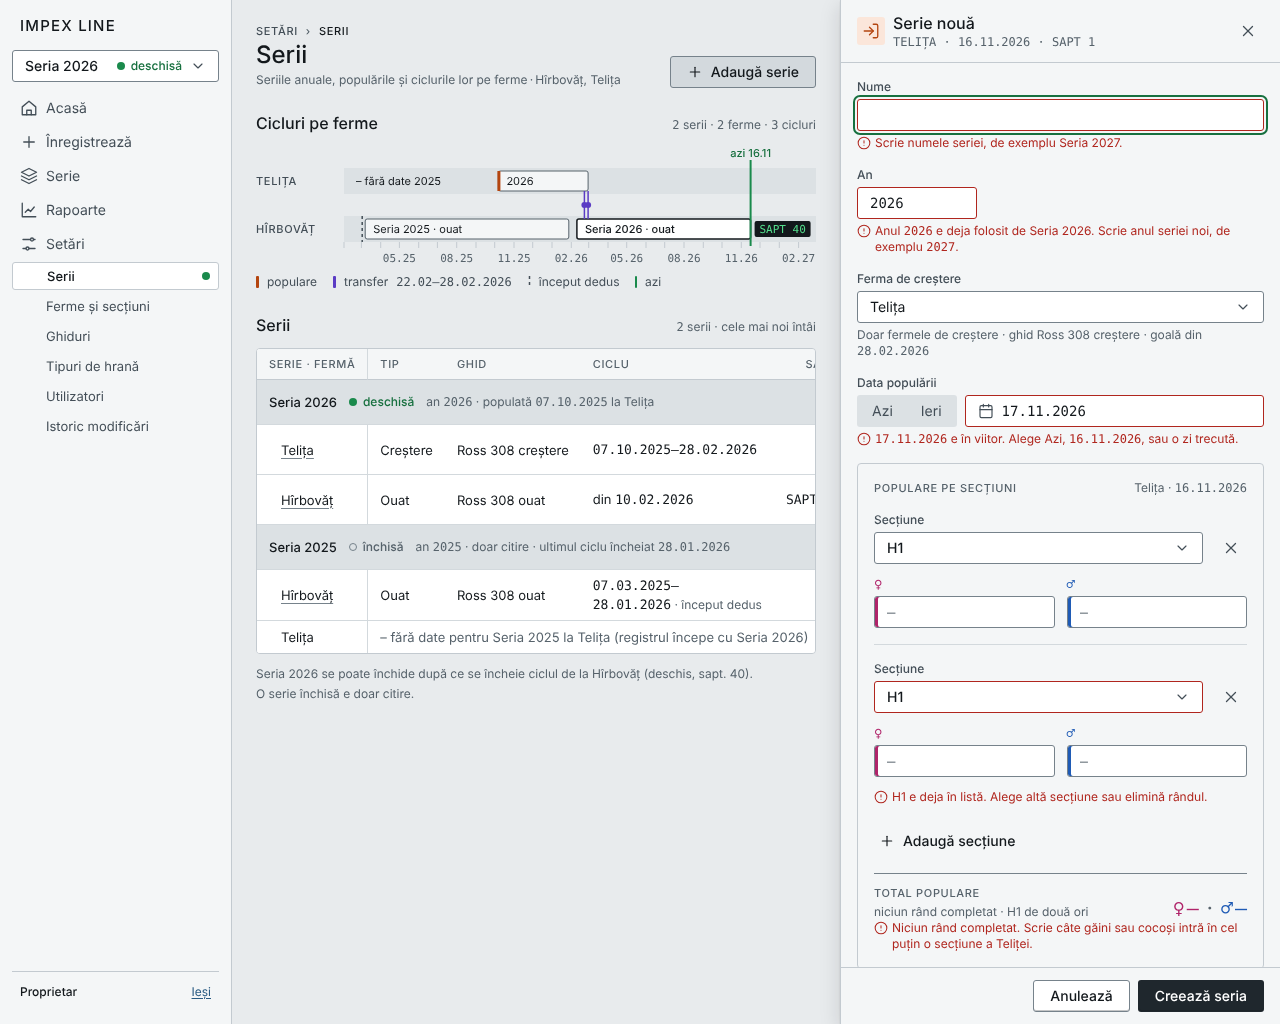 IMPEX LINE
Seria 2026 deschisă
Acasă
Înregistrează
Serie
Rapoarte
Setări
Serii
Ferme și secțiuni
Ghiduri
Tipuri de hrană
Utilizatori
Istoric modificări
Proprietar Ieși
SETĂRI › SERII
Serii
Seriile anuale, populările și ciclurile lor pe ferme · Hîrbovăț, Telița
Adaugă serie
Cicluri pe ferme
2 serii · 2 ferme · 3 cicluri
azi 16.11
TELIȚA – fără date 2025 2026
HÎRBOVĂȚ Seria 2025 · ouat Seria 2026 · ouat SAPT 40
05.25 08.25 11.25 02.26 05.26 08.26 11.26 02.27
populare transfer 22.02–28.02.2026 început dedus azi
Serii
2 serii · cele mai noi întâi
SERIE · FERMĂ TIP GHID CICLU
Seria 2026 deschisă an 2026 · populată 07.10.2025 la Telița
Telița Creștere Ross 308 creștere 07.10.2025–28.02.2026
Hîrbovăț Ouat Ross 308 ouat din 10.02.2026 SAPT
Seria 2025 închisă an 2025 · doar citire · ultimul ciclu încheiat 28.01.2026
Hîrbovăț Ouat Ross 308 ouat 07.03.2025–
28.01.2026 · început dedus
Telița – fără date pentru Seria 2025 la Telița (registrul începe cu Seria 2026)
Seria 2026 se poate închide după ce se încheie ciclul de la Hîrbovăț (deschis, sapt. 40).
O serie închisă e doar citire.
Serie nouă
TELIȚA · 16.11.2026 · SAPT 1
Nume
Scrie numele seriei, de exemplu Seria 2027.
An
2026
Anul 2026 e deja folosit de Seria 2026. Scrie anul seriei noi, de
exemplu 2027.
Ferma de creștere
Telița
Doar fermele de creștere · ghid Ross 308 creștere · goală din
28.02.2026
Data populării
Azi Ieri 17.11.2026
17.11.2026 e în viitor. Alege Azi, 16.11.2026, sau o zi trecută.
POPULARE PE SECȚIUNI Telița · 16.11.2026
Secțiune
H1
♀ ♂
– –
Secțiune
H1
♀ ♂
– –
H1 e deja în listă. Alege altă secțiune sau elimină rândul.
Adaugă secțiune
TOTAL POPULARE
niciun rând completat · H1 de două ori ♀– · ♂–
Niciun rând completat. Scrie câte găini sau cocoși intră în cel
puțin o secțiune a Teliței.
Anulează Creează seria